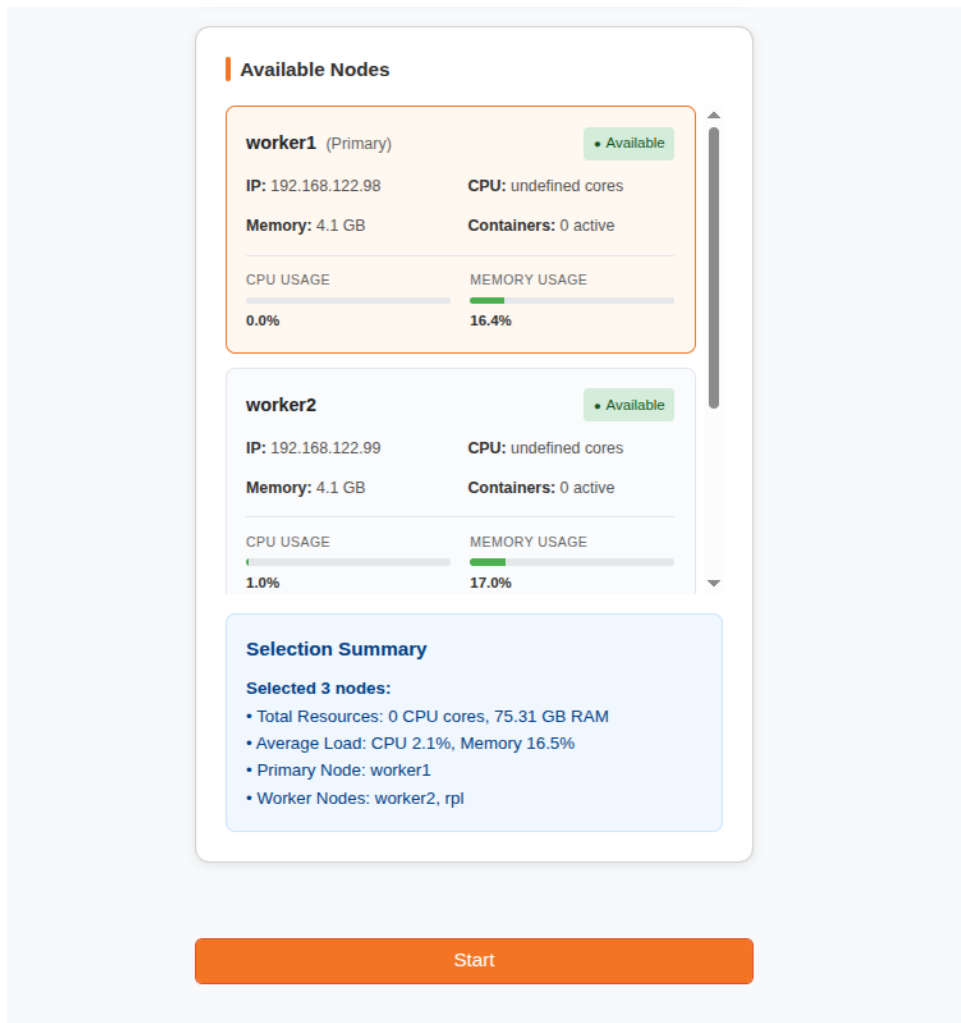 Available Nodes
worker1 (Primary)
● Available
IP: 192.168.122.98
CPU: undefined cores
Memory: 4.1 GB
Containers: 0 active
CPU USAGE
MEMORY USAGE
0.0%
16.4%
worker2
● Available
IP: 192.168.122.99
CPU: undefined cores
Memory: 4.1 GB
Containers: 0 active
CPU USAGE
MEMORY USAGE
1.0%
17.0%
Selection Summary
Selected 3 nodes:
• Total Resources: 0 CPU cores, 75.31 GB RAM
• Average Load: CPU 2.1%, Memory 16.5%
• Primary Node: worker1
• Worker Nodes: worker2, rpl
Start